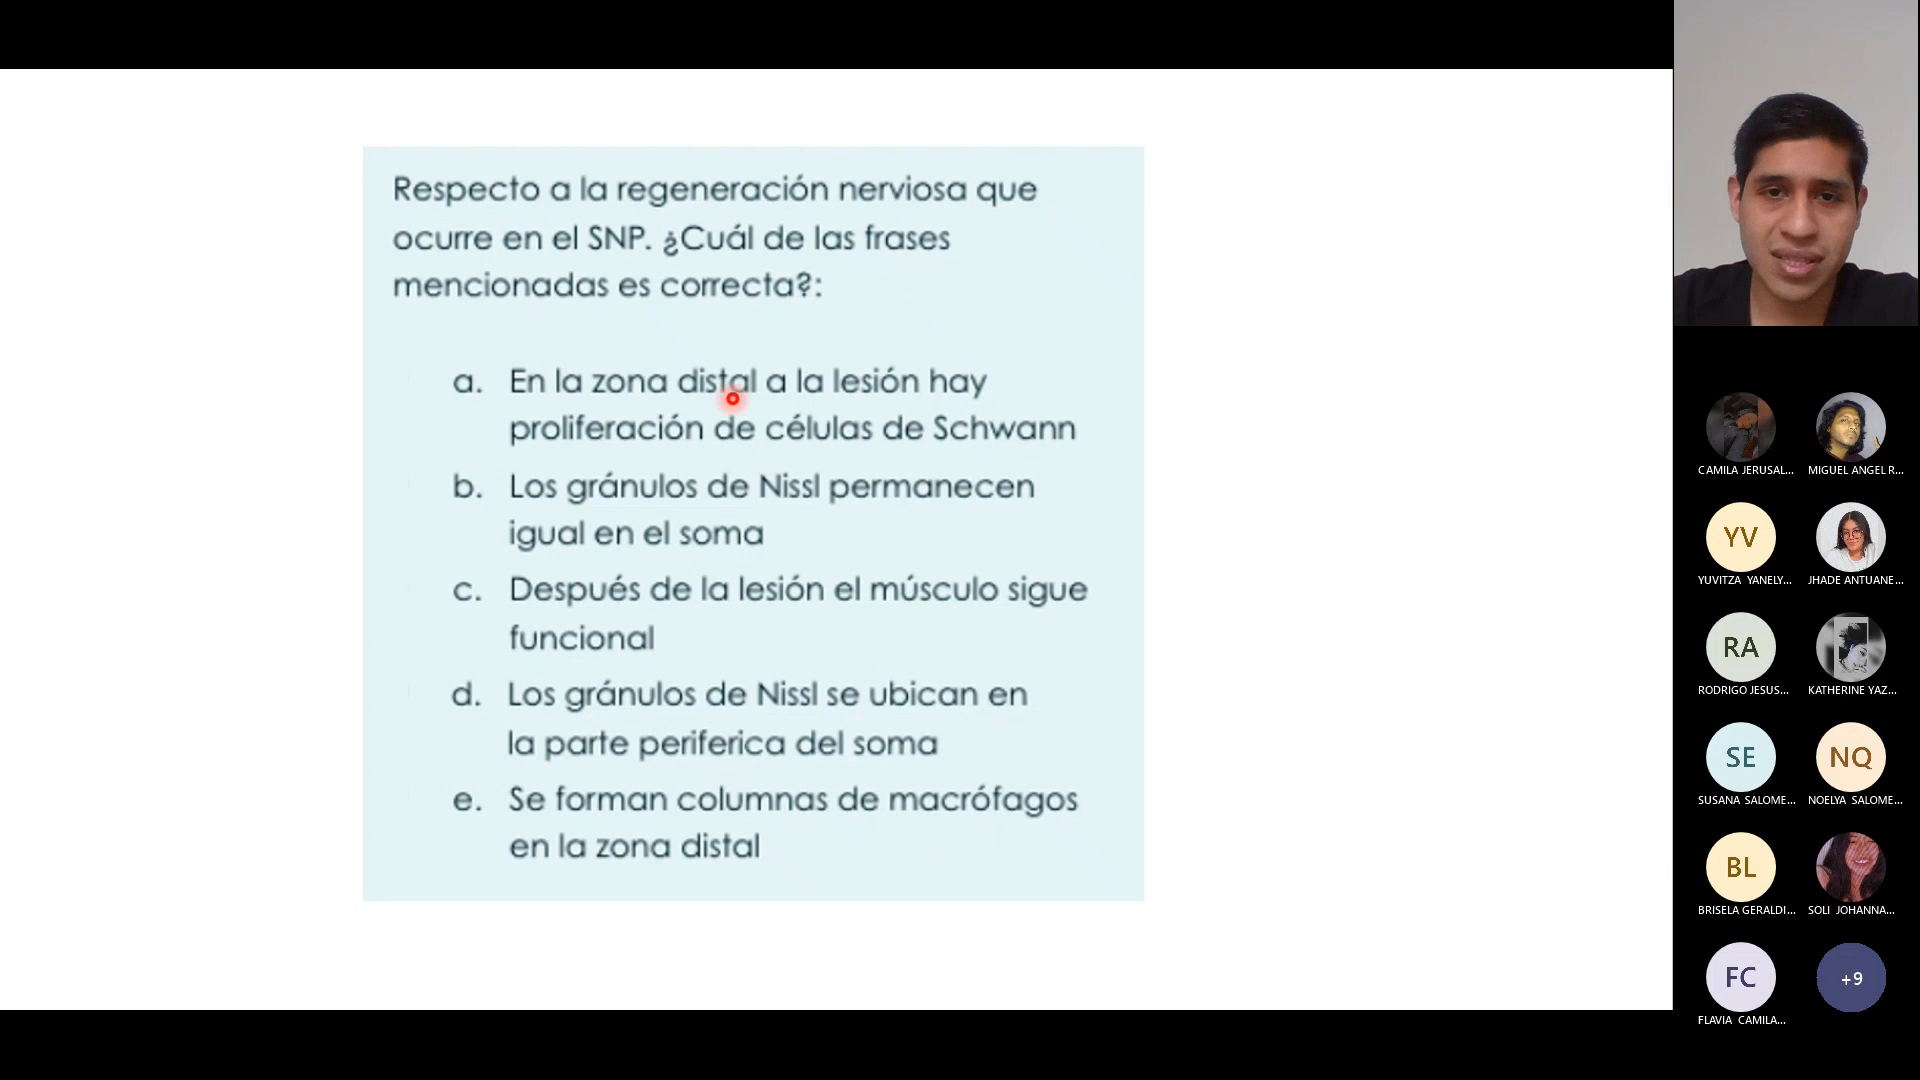 Respecto a la regeneración nerviosa que
ocurre en el SNP. ¿Cuál de las frases
mencionadas es correcta?:
a. En la zona distal a la lesión hay
proliferación de células de Schwann
b. Los gránulos de Nissl permanecen
igual en el soma
c. Después de la lesión el músculo sigue
funcional
d. Los gránulos de Nissl se ubican en
la parte periferica del soma
e. Se forman columnas de macrófagos
en la zona distal
CAMILA JERUSAL...
MIGUEL ANGEL R...
YV
YUVITZA YANELY...
JHADE ANTUANE...
RA
RODRIGO JESUS...
KATHERINE YAZ...
SE
SUSANA SALOME...
NQ
NOELYA SALOME...
BL
BRISELA GERALDI...
SOLI JOHANNA...
FC
FLAVIA CAMILA...
+9